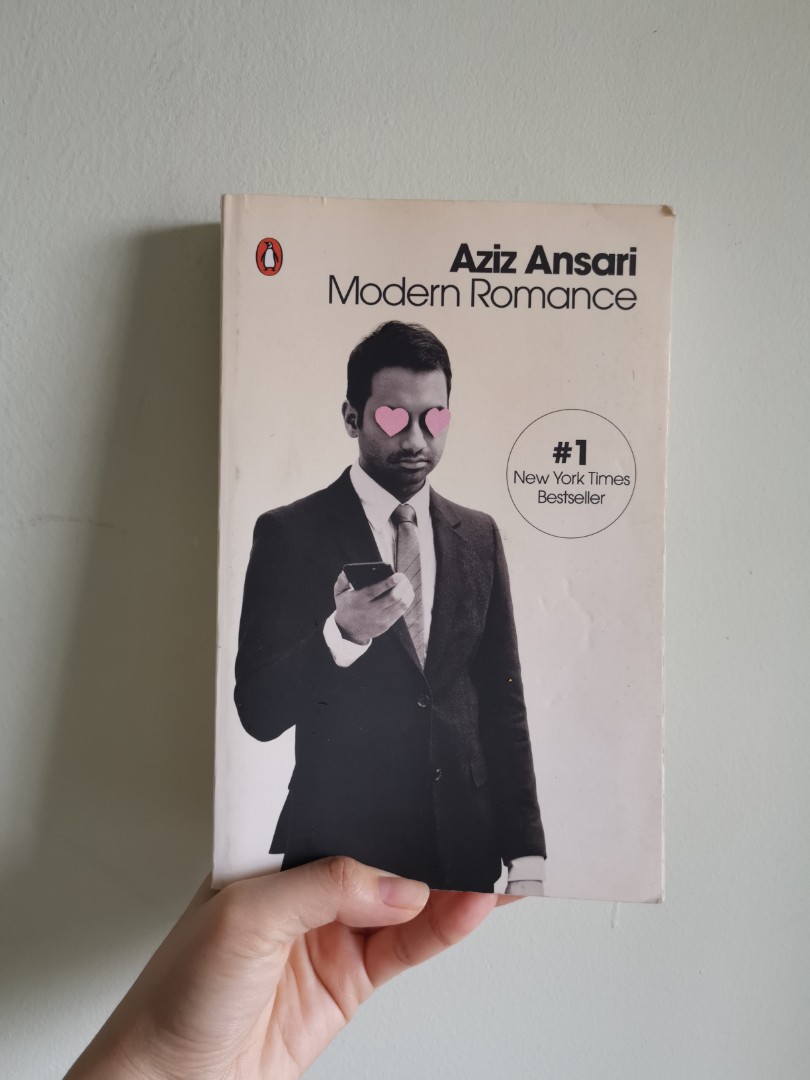 Aziz Ansari
Modern Romance
#1
New York Times
Bestseller